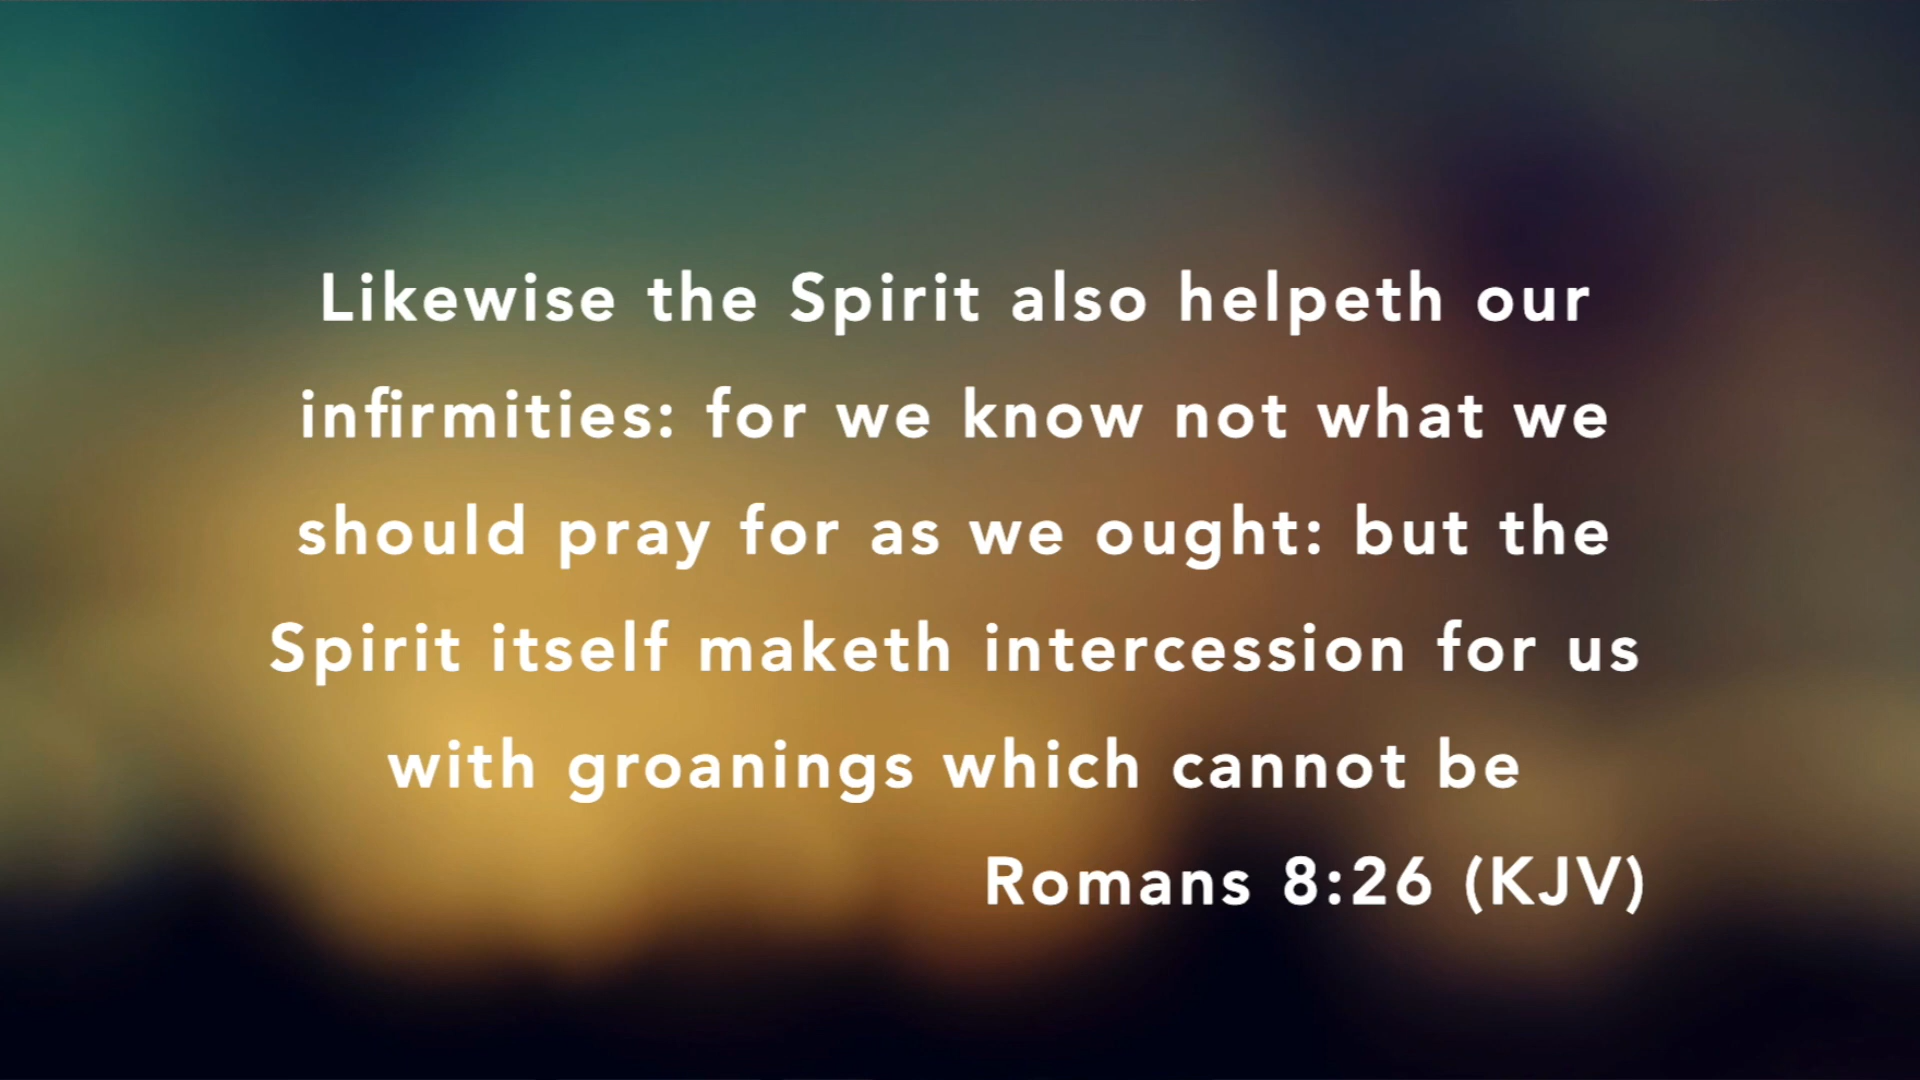 Likewise the Spirit also helpeth our
infirmities: for we know not what we
should pray for as we ought: but the
Spirit itself maketh intercession for us
with groanings which cannot be
Romans 8:26 (KJV)